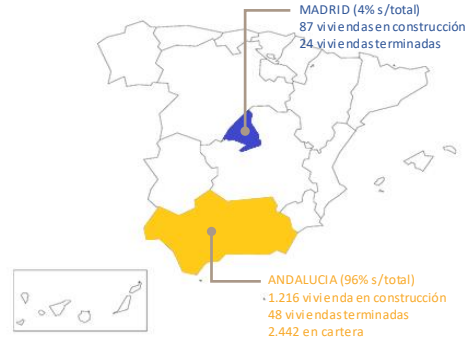 MADRID (4% s/total)
87 viviendas en construcción
24 viviendas terminadas
ANDALUCIA (96% s/total)
1.216 vivienda en construcción
48 viviendas terminadas
2.442 en cartera